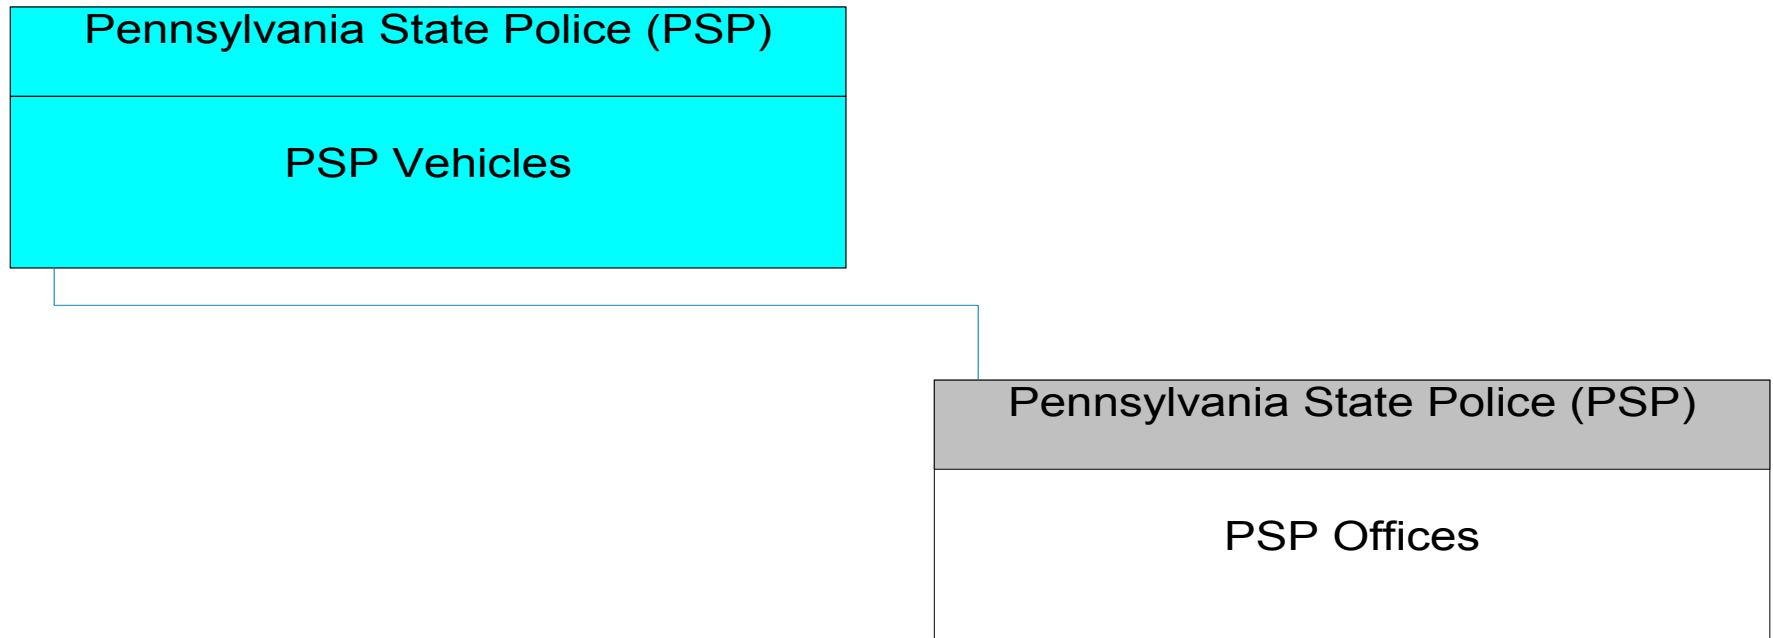 Pennsylvania State Police (PSP)
PSP Vehicles
Pennsylvania State Police (PSP)
PSP Offices